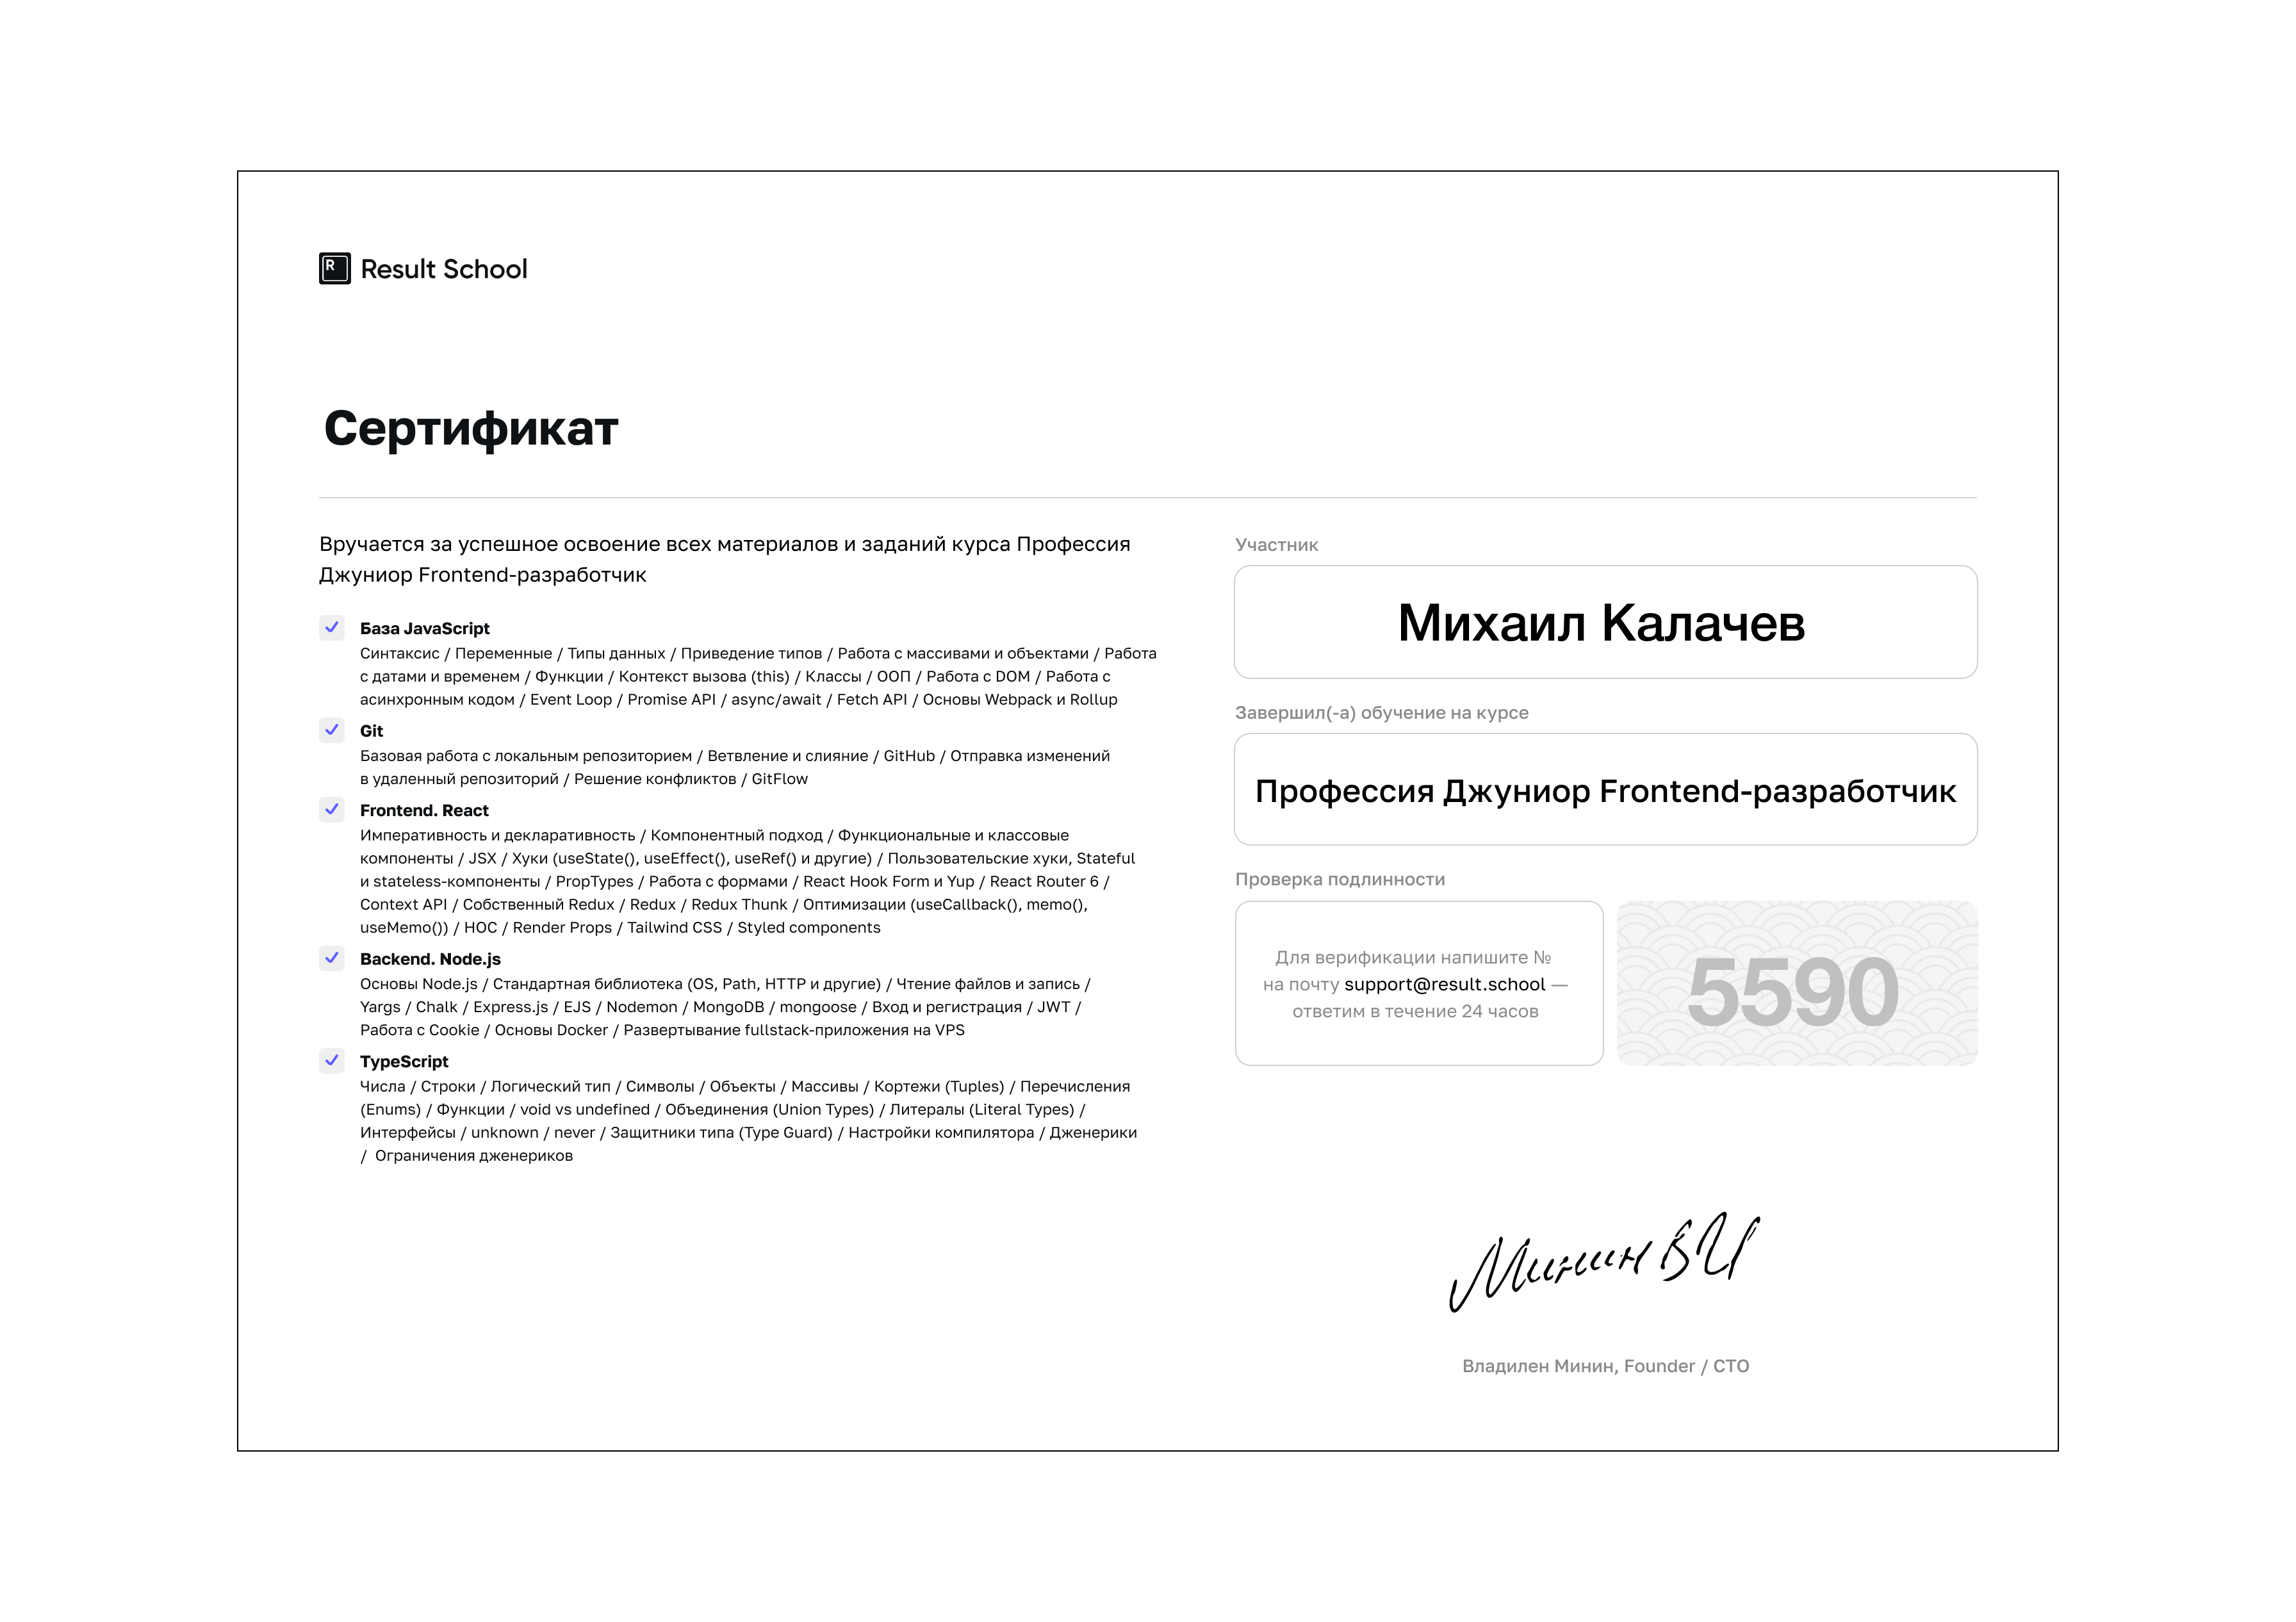 R
Result School
Сертификат
Вручается за успешное освоение всех материалов и заданий курса Профессия
Джуниор Frontend-разработчик
База JavaScript
Синтаксис / Переменные / Типы данных / Приведение типов / Работа с массивами и объектами / Работа
с датами и временем / Функции / Контекст вызова (this) / Классы / ООП / Работа с DOM / Работа с
асинхронным кодом / Event Loop / Promise API / async/await / Fetch API / Основы Webpack и Rollup
Git
Базовая работа с локальным репозиторием / Ветвление и слияние / GitHub / Отправка изменений
в удаленный репозиторий / Решение конфликтов / GitFlow
Frontend. React
Императивность и декларативность / Компонентный подход / Функциональные и классовые
компоненты / JSX / Хуки (useState(), useEffect(), useRef() и другие) / Пользовательские хуки, Stateful
и stateless-компоненты / PropTypes / Работа с формами / React Hook Form и Yup / React Router 6 /
Context API / Собственный Redux / Redux / Redux Thunk / Оптимизации (useCallback(), memo(),
useMemo()) / HOC / Render Props / Tailwind CSS / Styled components
Backend. Node.js
Основы Node.js / Стандартная библиотека (OS, Path, HTTP и другие) / Чтение файлов и запись /
Yargs / Chalk / Express.js / EJS / Nodemon / MongoDB / mongoose / Вход и регистрация / JWT /
Работа с Cookie / Основы Docker / Развертывание fullstack-приложения на VPS
TypeScript
Числа / Строки / Логический тип / Символы / Объекты / Массивы / Кортежи (Tuples) / Перечисления
(Enums) / Функции / void vs undefined / Объединения (Union Types) / Литералы (Literal Types) /
Интерфейсы / unknown / never / Защитники типа (Type Guard) / Настройки компилятора / Дженерики
/ Ограничения дженериков
Участник
Михаил Калачев
Завершил(-а) обучение на курсе
Профессия Джуниор Frontend-разработчик
Проверка подлинности
Для верификации напишите №
на почту support@result.school —
ответим в течение 24 часов
5590
Минин В И
Владилен Минин, Founder / CTO